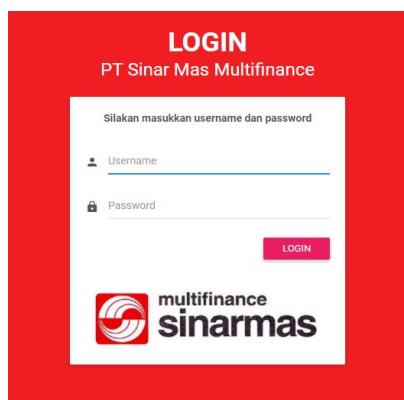 LOGIN
PT Sinar Mas Multifinance
Silakan masukkan username dan password
Username
Password
LOGIN
multifinance
sinarmas